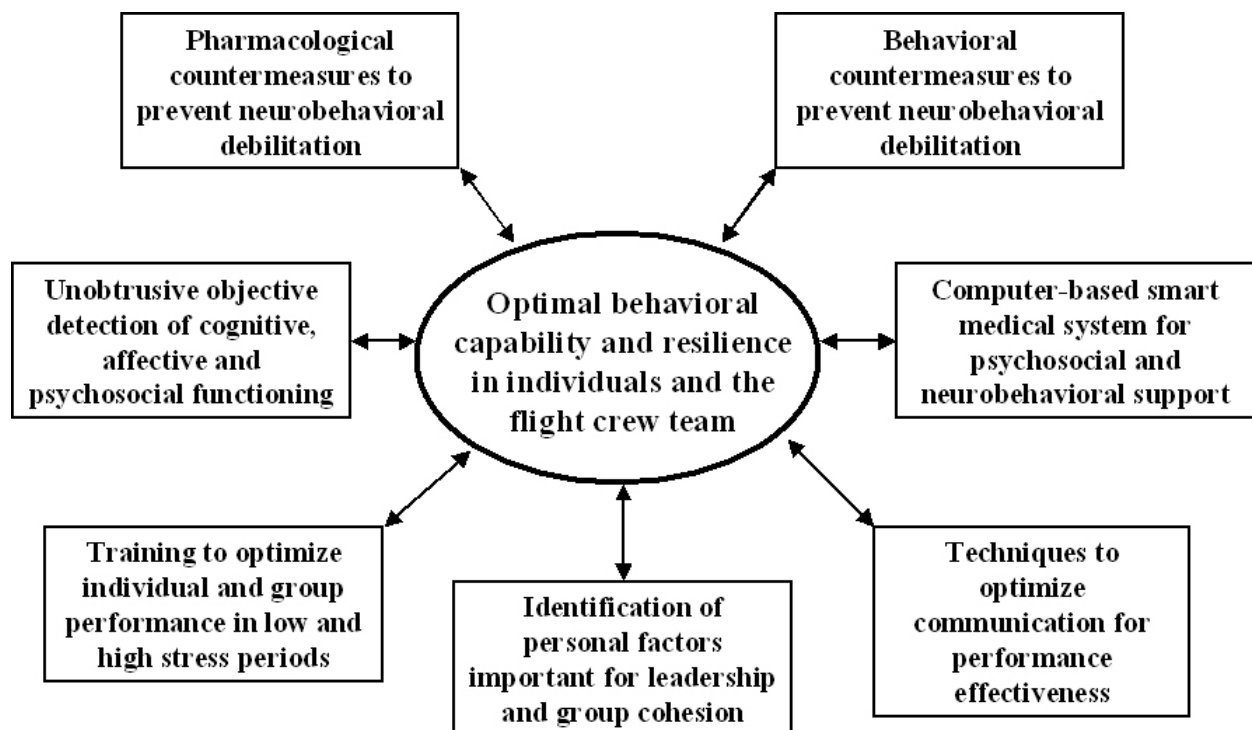 Pharmacological
countermeasures to
prevent neurobehavioral
debilitation
Behavioral
countermeasures to
prevent neurobehavioral
debilitation
Unobtrusive objective
detection of cognitive,
affective and
psychosocial functioning
Optimal behavioral
capability and resilience
in individuals and the
flight crew team
Computer-based smart
medical system for
psychosocial and
neurobehavioral support
Training to optimize
individual and group
performance in low and
high stress periods
Identification of
personal factors
important for leadership
and group cohesion
Techniques to
optimize
communication for
performance
effectiveness